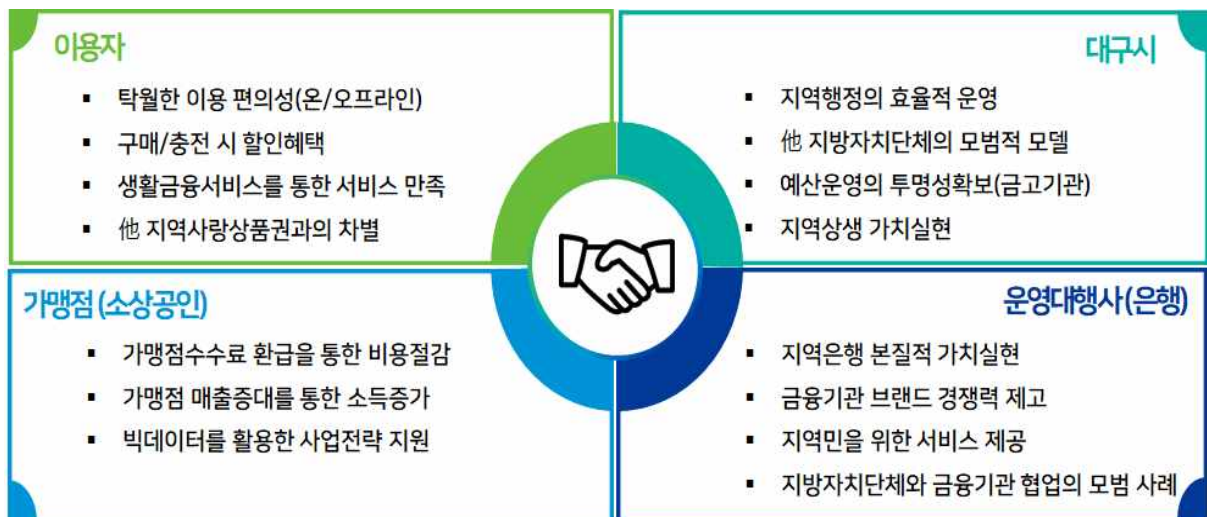 이용자
▪ 탁월한 이용 편의성(온/오프라인)
▪ 구매/충전 시 할인혜택
▪ 생활금융서비스를 통한 서비스 만족
▪ 他 지역사랑상품권과의 차별
대구시
▪ 지역행정의 효율적 운영
▪ 他 지방자치단체의 모범적 모델
▪ 예산운영의 투명성확보(금고기관)
▪ 지역상생 가치실현
가맹점 (소상공인)
▪ 가맹점수수료 환급을 통한 비용절감
▪ 가맹점 매출증대를 통한 소득증가
▪ 빅데이터를 활용한 사업전략 지원
운영대행사 (은행)
▪ 지역은행 본질적 가치실현
▪ 금융기관 브랜드 경쟁력 제고
▪ 지역민을 위한 서비스 제공
▪ 지방자치단체와 금융기관 협업의 모범 사례